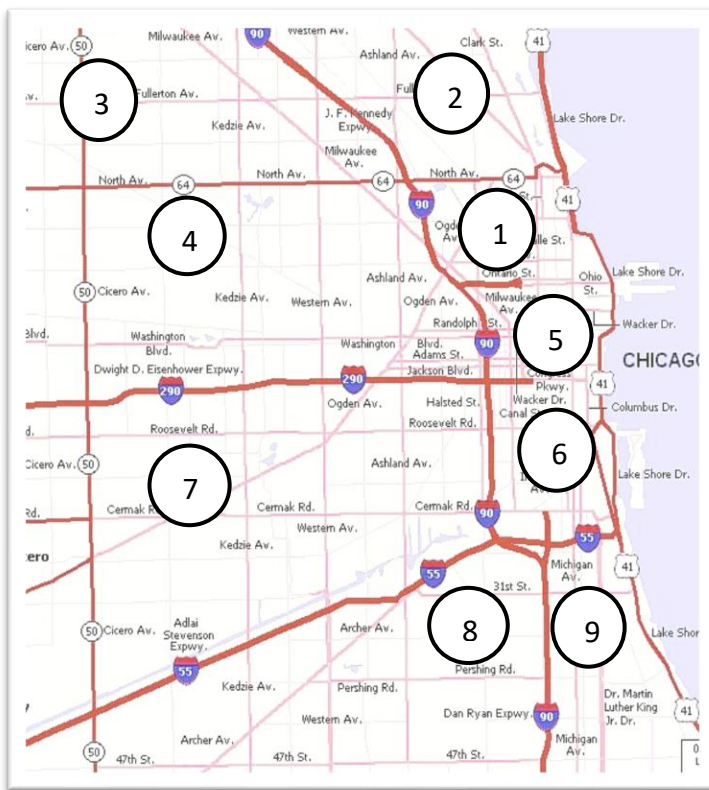 icero Av. 50
Milwaukee Av.
90
Western Av.
Clark St.
41
Ashland Av.
3
2
v.
Fullerton Av.
Kedzie Av.
J. F. Kennedy
Expwy.
Milwaukee
Av.
Lake Shore Dr.
North Av. 64
North Av. 64
North Av. 64
90
41
4
1
50 Cicero Av.
Kedzie Av.
Western Av.
Ashland Av.
Ogden Av.
Ontario St.
Milwaukee
Av.
Ohio
St.
Lake Shore Dr.
Randolph St.
5
Wacker Dr.
Blvd.
Washington
Blvd.
Washington
Blvd.
Adams St.
Jackson Blvd.
90
CHICAG
Dwight D. Eisenhower Expwy.
290
290
Pkwy.
Wacker Dr.
41
Ogden Av.
Halsted St.
Canal St.
Columbus Dr.
d.
Roosevelt Rd.
Roosevelt Rd.
6
Cicero Av. 50
Ashland Av.
Lake Shore Dr.
7
Rd.
Cermak R
Cermak Rd.
Cermak Rd.
90
Western Av.
Kedzie Av.
cero
55
55
Michigan
Av.
41
31st St.
50 Cicero Av.
Adlai
Stevenson
Expwy.
Archer Av.
8
9
Lake Shor
55
Kedzie Av.
Pershing Rd.
Pershing Rd.
Western Av.
Dan Ryan Expwy.
90
Dr. Martin
Luther King
Jr. Dr.
41
Archer Av.
50
47th St.
47th St.
Michigan
Av.
0
L